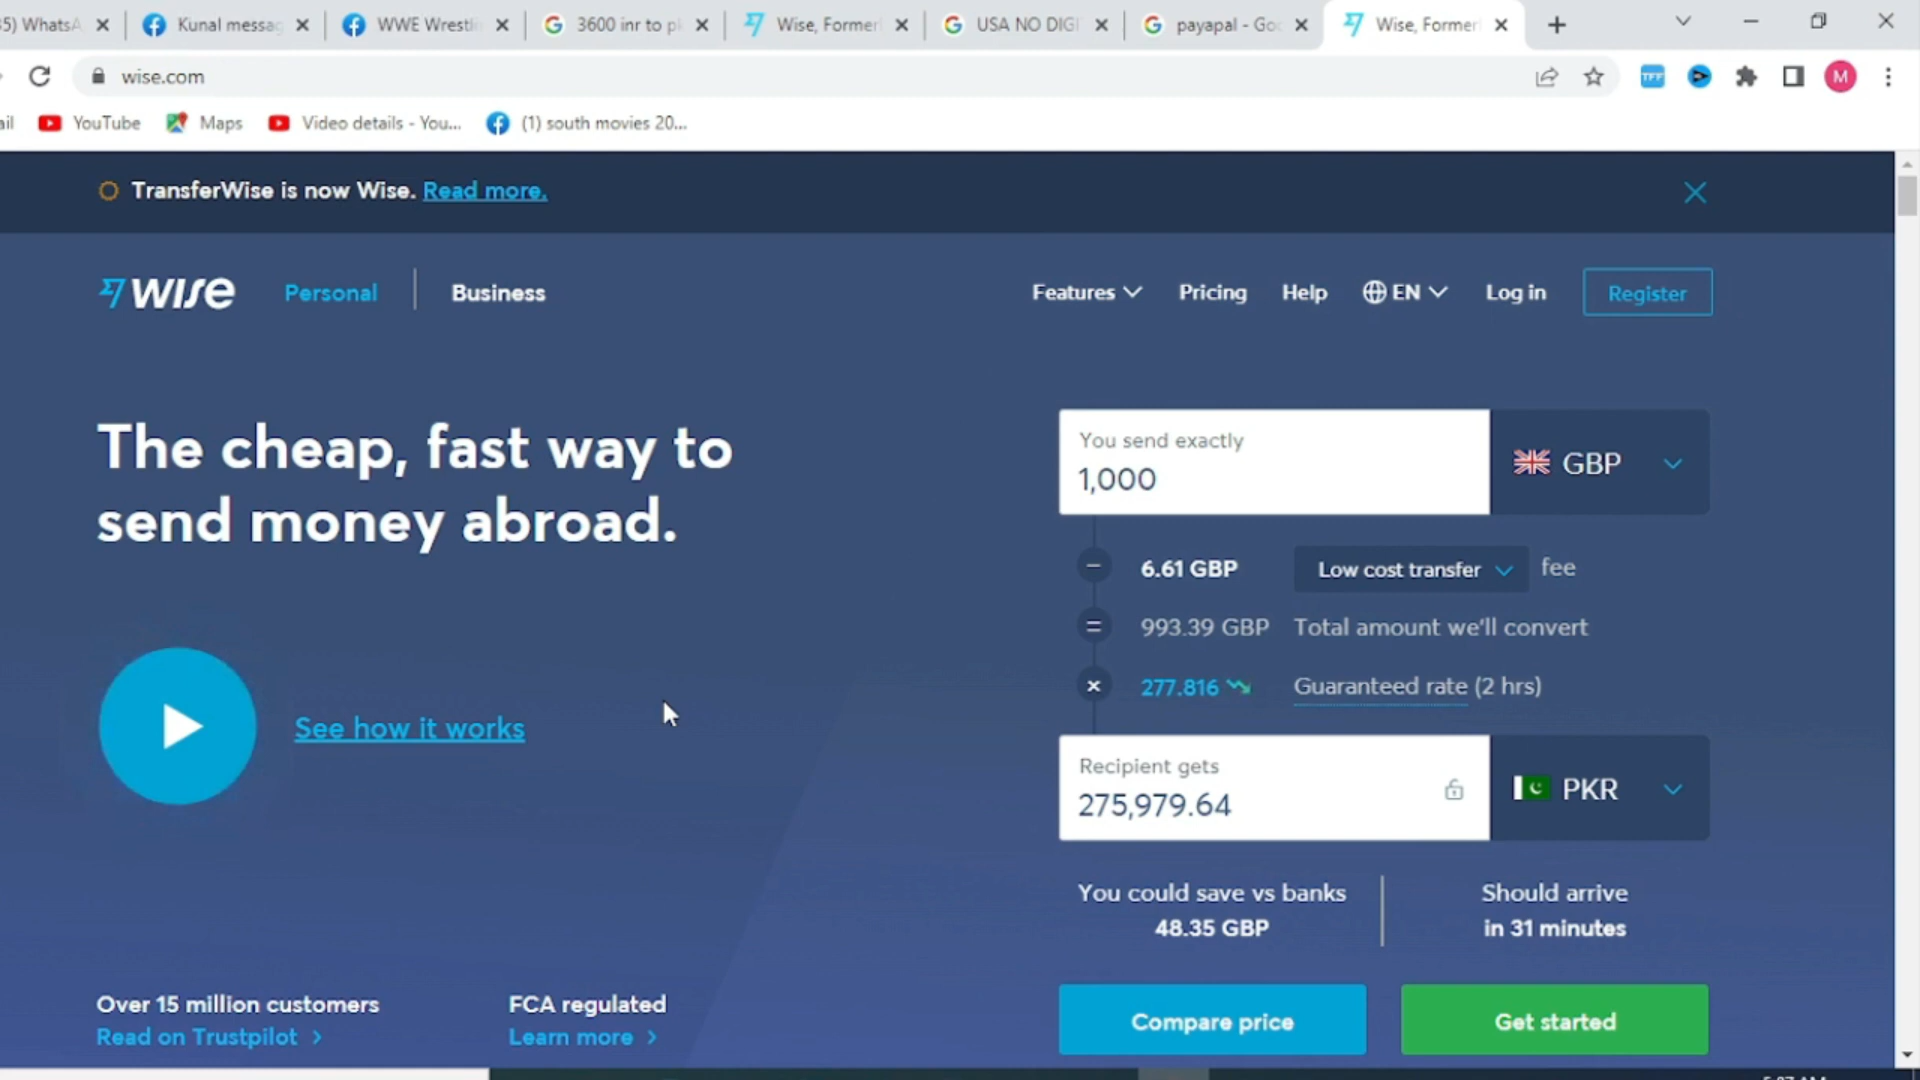 5) WhatsA
Kunal messag
WWE Wrestli
3600 inr to pk
Wise, Former
USA NO DIGI
payapal - Goo
Wise, Former
wise.com
TFF
M
ail
YouTube
Maps
Video details - You...
(1) south movies 20...
TransferWise is now Wise. Read more.
WISE
Personal
Business
Features
Pricing
Help
EN
Log in
Register
The cheap, fast way to
send money abroad.
See how it works
You send exactly
1,000
GBP
6.61 GBP
Low cost transfer
fee
993.39 GBP
Total amount we'll convert
277.816
Guaranteed rate (2 hrs)
Recipient gets
275,979.64
PKR
You could save vs banks
48.35 GBP
Should arrive
in 31 minutes
Over 15 million customers
Read on Trustpilot
FCA regulated
Learn more
Compare price
Get started